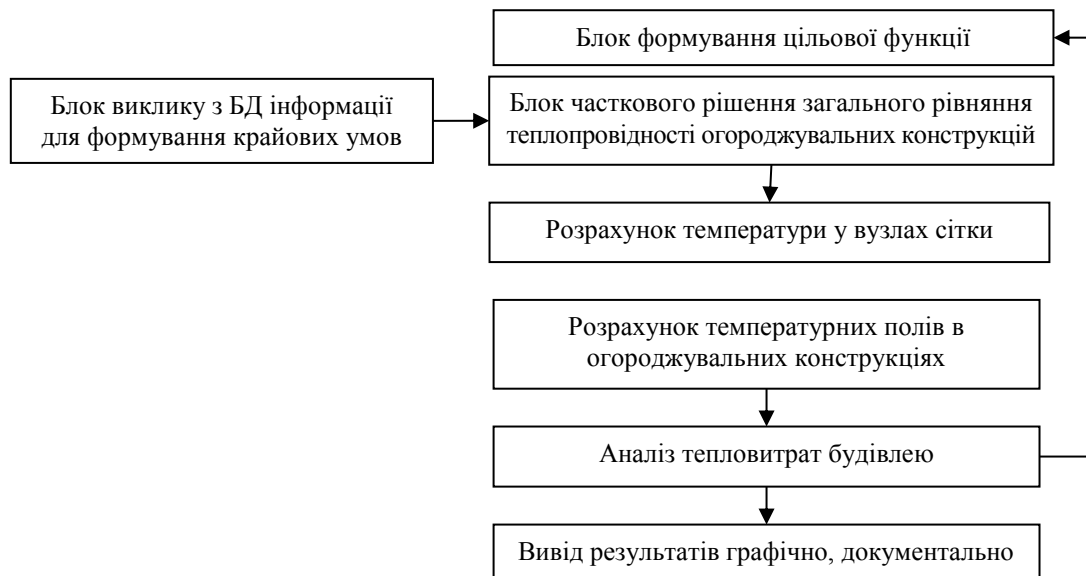 Блок формування цільової функції
Блок виклику з БД інформації
для формування крайових умов
Блок часткового рішення загального рівняння
теплопровідності огороджувальних конструкцій
Розрахунок температури у вузлах сітки
Розрахунок температурних полів в
огороджувальних конструкціях
Аналіз тепловитрат будівлею
Вивід результатів графічно, документально